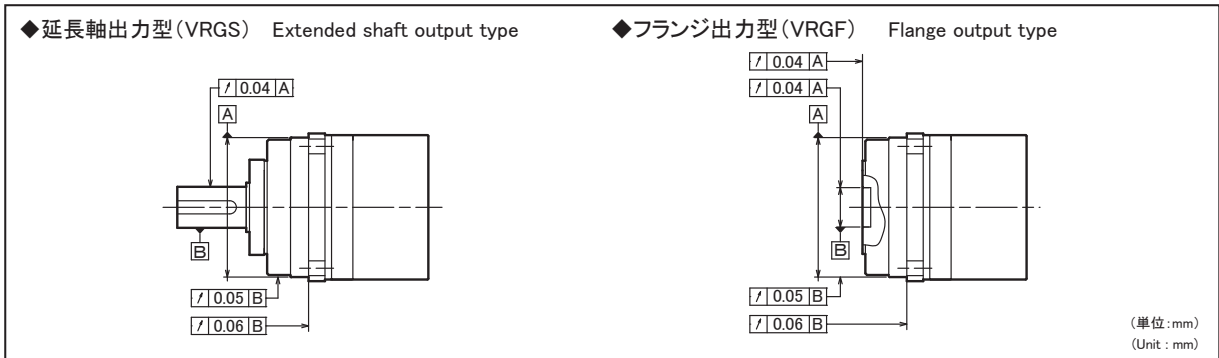 ◆延長軸出力型(VRGS) Extended shaft output type
↗ 0.04 A
A
B
↗ 0.05 B
↗ 0.06 B
◆フランジ出力型(VRGF) Flange output type
↗ 0.04 A
↗ 0.04 A
A
B
↗ 0.05 B
↗ 0.06 B
(単位:mm)
(Unit : mm)